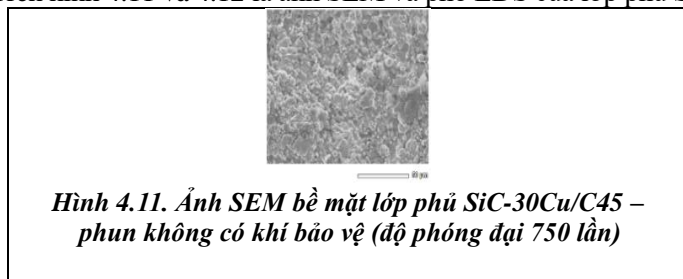 µm
Hình 4.11. Ảnh SEM bề mặt lớp phủ SiC-30Cu/C45 –
phun không có khí bảo vệ (độ phóng đại 750 lần)